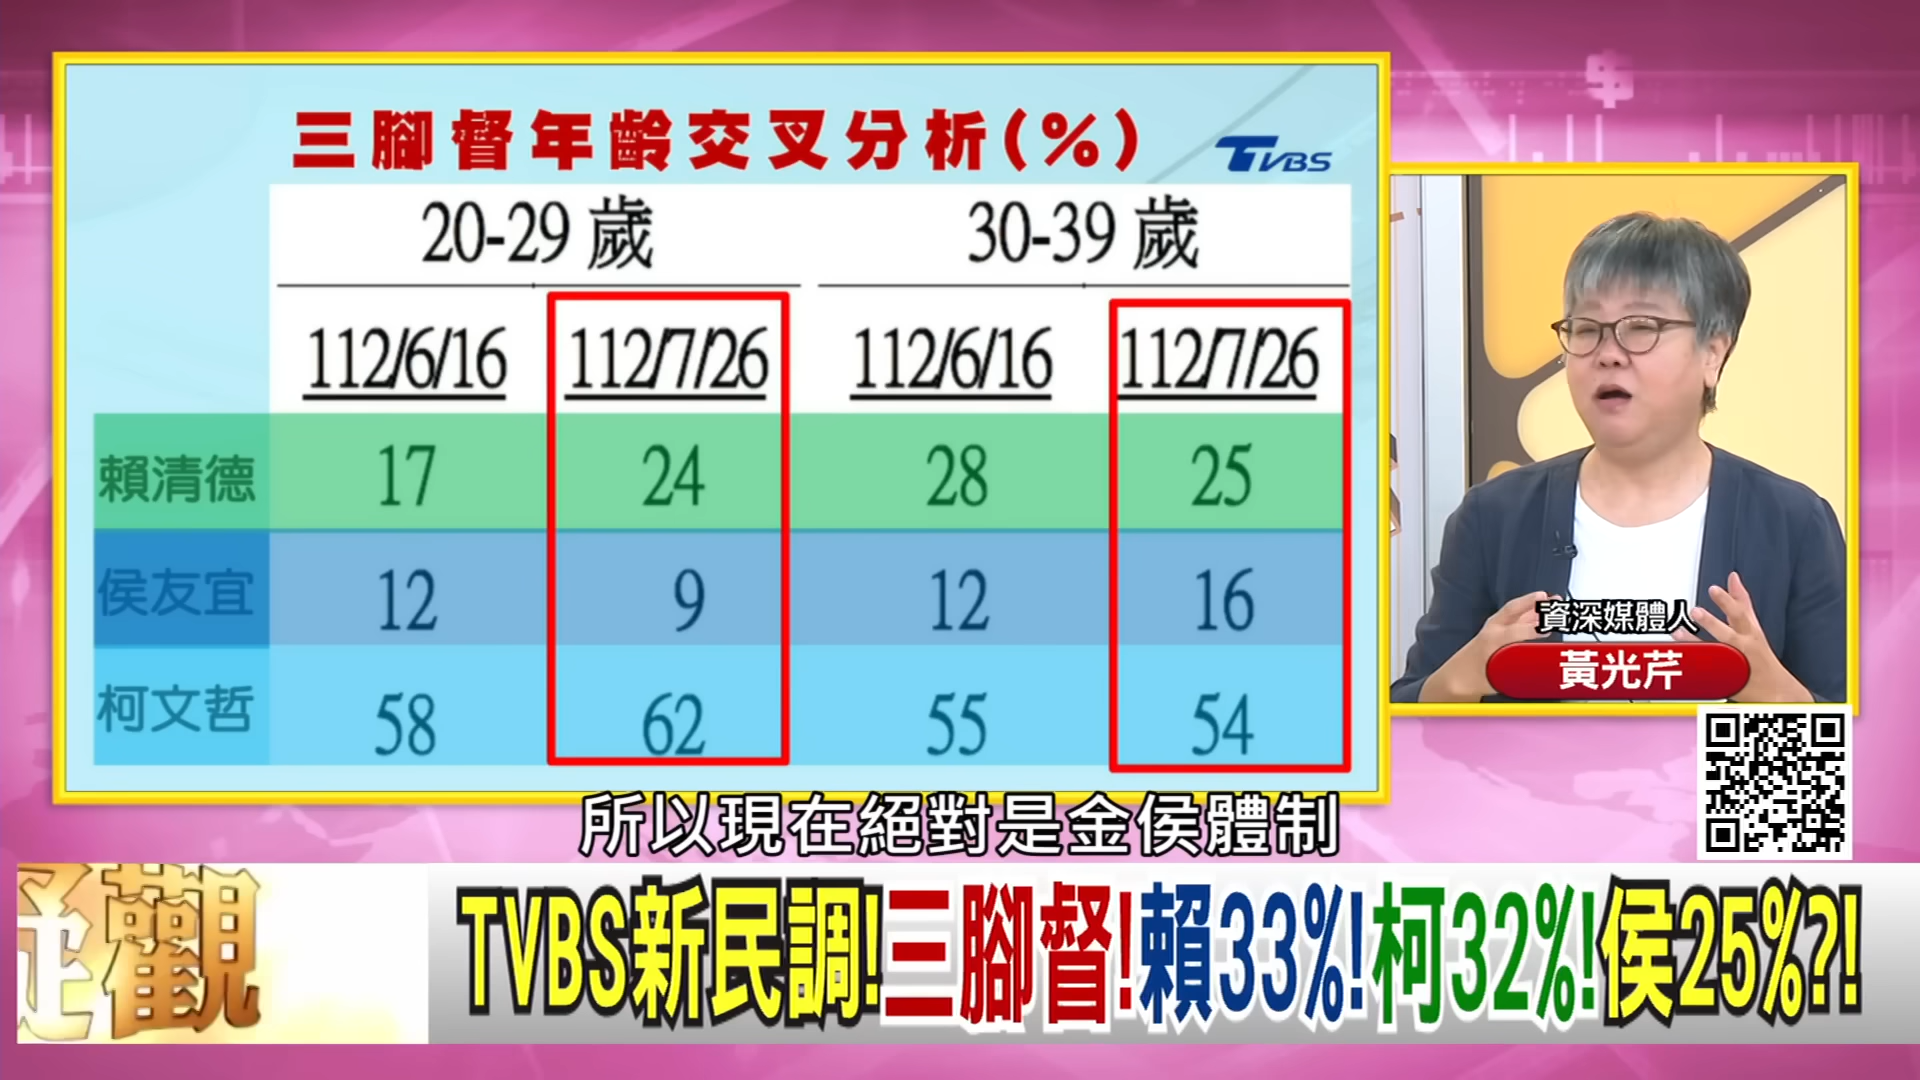 三腳督年齡交叉分析(%)
TVBS
20-29 歲 30-39 歲
112/6/16 112/7/26 112/6/16 112/7/26
賴清德 17 24 28 25
侯友宜 12 9 12 16
柯文哲 58 62 55 54
資深媒體人
黃光芹
所以現在絕對是金侯體制
觀
TVBS新民調!三腳督!賴33%!柯32%!侯25%?!